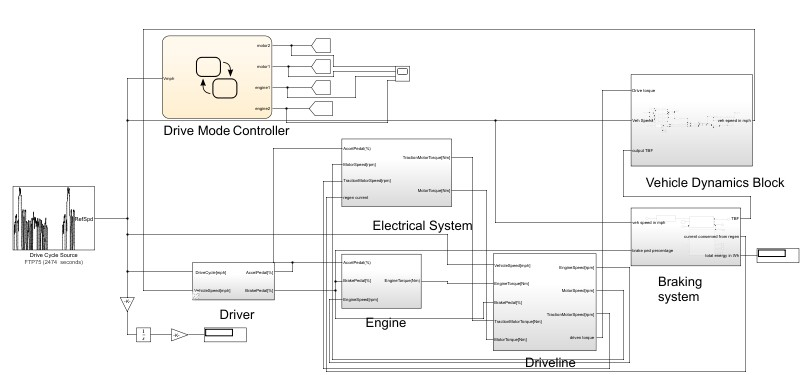 motor2
motor1
engine1
engine2
Vmph
Drive Mode Controller
Drive torque
Veh Speed
output TBF
veh speed in mph
Vehicle Dynamics Block
AccelPedal[%]
MotorSpeed[rpm]
TractionMotorSpeed[rpm]
regen current
TractionMotorTorque[Nm]
MotorTorque[Nm]
Electrical System
RefSpd
Drive Cycle Source
FTP75 (2474 seconds)
veh speed in mph
brake ped percentage
TBF
current consumed from regen
total energy in Wh
Braking
system
DriveCycle[mph]
VehicleSpeed[mph]
AccelPedal[%]
BrakePedal[%]
Driver
AccelPedal[%]
BrakePedal[%]
EngineSpeed[rpm]
EngineTorque[Nm]
Engine
VehicleSpeed[mph]
EngineTorque[Nm]
BrakePedal[%]
TractionMotorTorque[Nm]
MotorTorque[Nm]
EngineSpeed[rpm]
MotorSpeed[rpm]
TractionMotorSpeed[rpm]
driven torque
Driveline
-K-
1
s
-K-